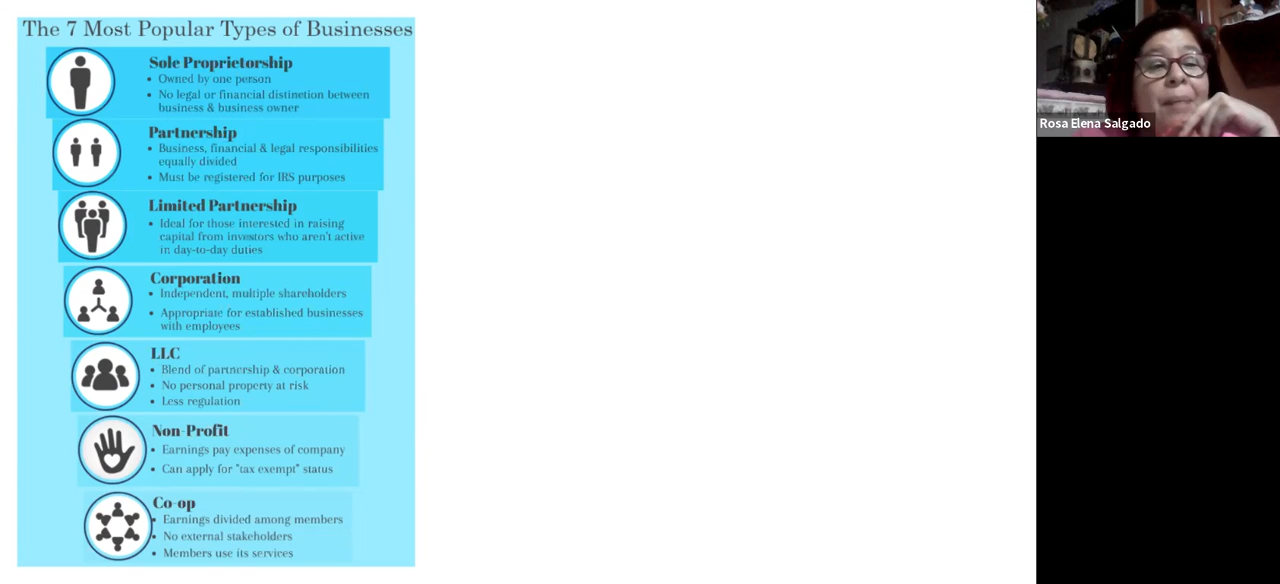 The 7 Most Popular Types of Businesses
Sole Proprietorship
• Owned by one person
• No legal or financial distinction between
business & business owner
Partnership
• Business, financial & legal responsibilities
equally divided
• Must be registered for IRS purposes
Limited Partnership
• Ideal for those interested in raising
capital from investors who aren't active
in day-to-day duties
Corporation
• Independent, multiple shareholders
• Appropriate for established businesses
with employees
LLC
• Blend of partnership & corporation
• No personal property at risk
• Less regulation
Non-Profit
• Earnings pay expenses of company
• Can apply for "tax exempt" status
Co-op
• Earnings divided among members
• No external stakeholders
• Members use its services
Rosa Elena Salgado